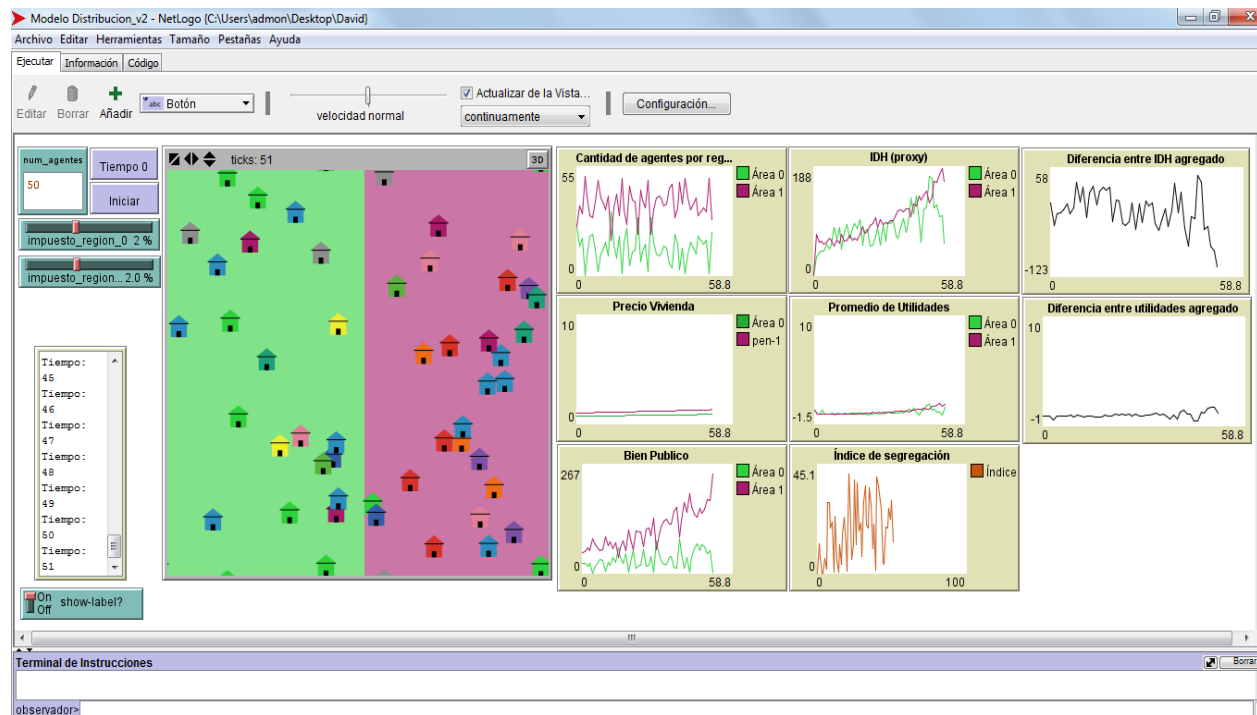 Modelo Distribucion_v2 - NetLogo {C:\Users\admon\Desktop\David}
Archivo Editar Herramientas Tamaño Pestañas Ayuda
Ejecutar Información Código
Editar Borrar Añadir
abc Botón
velocidad normal
Actualizar de la Vista...
continuamente
Configuración...
num_agentes
50
Tiempo 0
Iniciar
impuesto_region_0 2 %
impuesto_region... 2.0 %
Tiempo:
45
Tiempo:
46
Tiempo:
47
Tiempo:
48
Tiempo:
49
Tiempo:
50
Tiempo:
51
On
Off
show-label?
ticks: 51
3D
Cantidad de agentes por reg...
55
0
0 58.8
Área 0
Área 1
IDH (proxy)
188
0
0 58.8
Área 0
Área 1
Diferencia entre IDH agregado
58
-123
0 58.8
Precio Vivienda
10
0
0 58.8
Área 0
pen-1
Promedio de Utilidades
10
-1.5
0 58.8
Área 0
Área 1
Diferencia entre utilidades agregado
10
-1
0 58.8
Bien Publico
267
0
0 58.8
Área 0
Área 1
Índice de segregación
45.1
0
0 100
Índice
Terminal de Instrucciones
Borrar
observador>